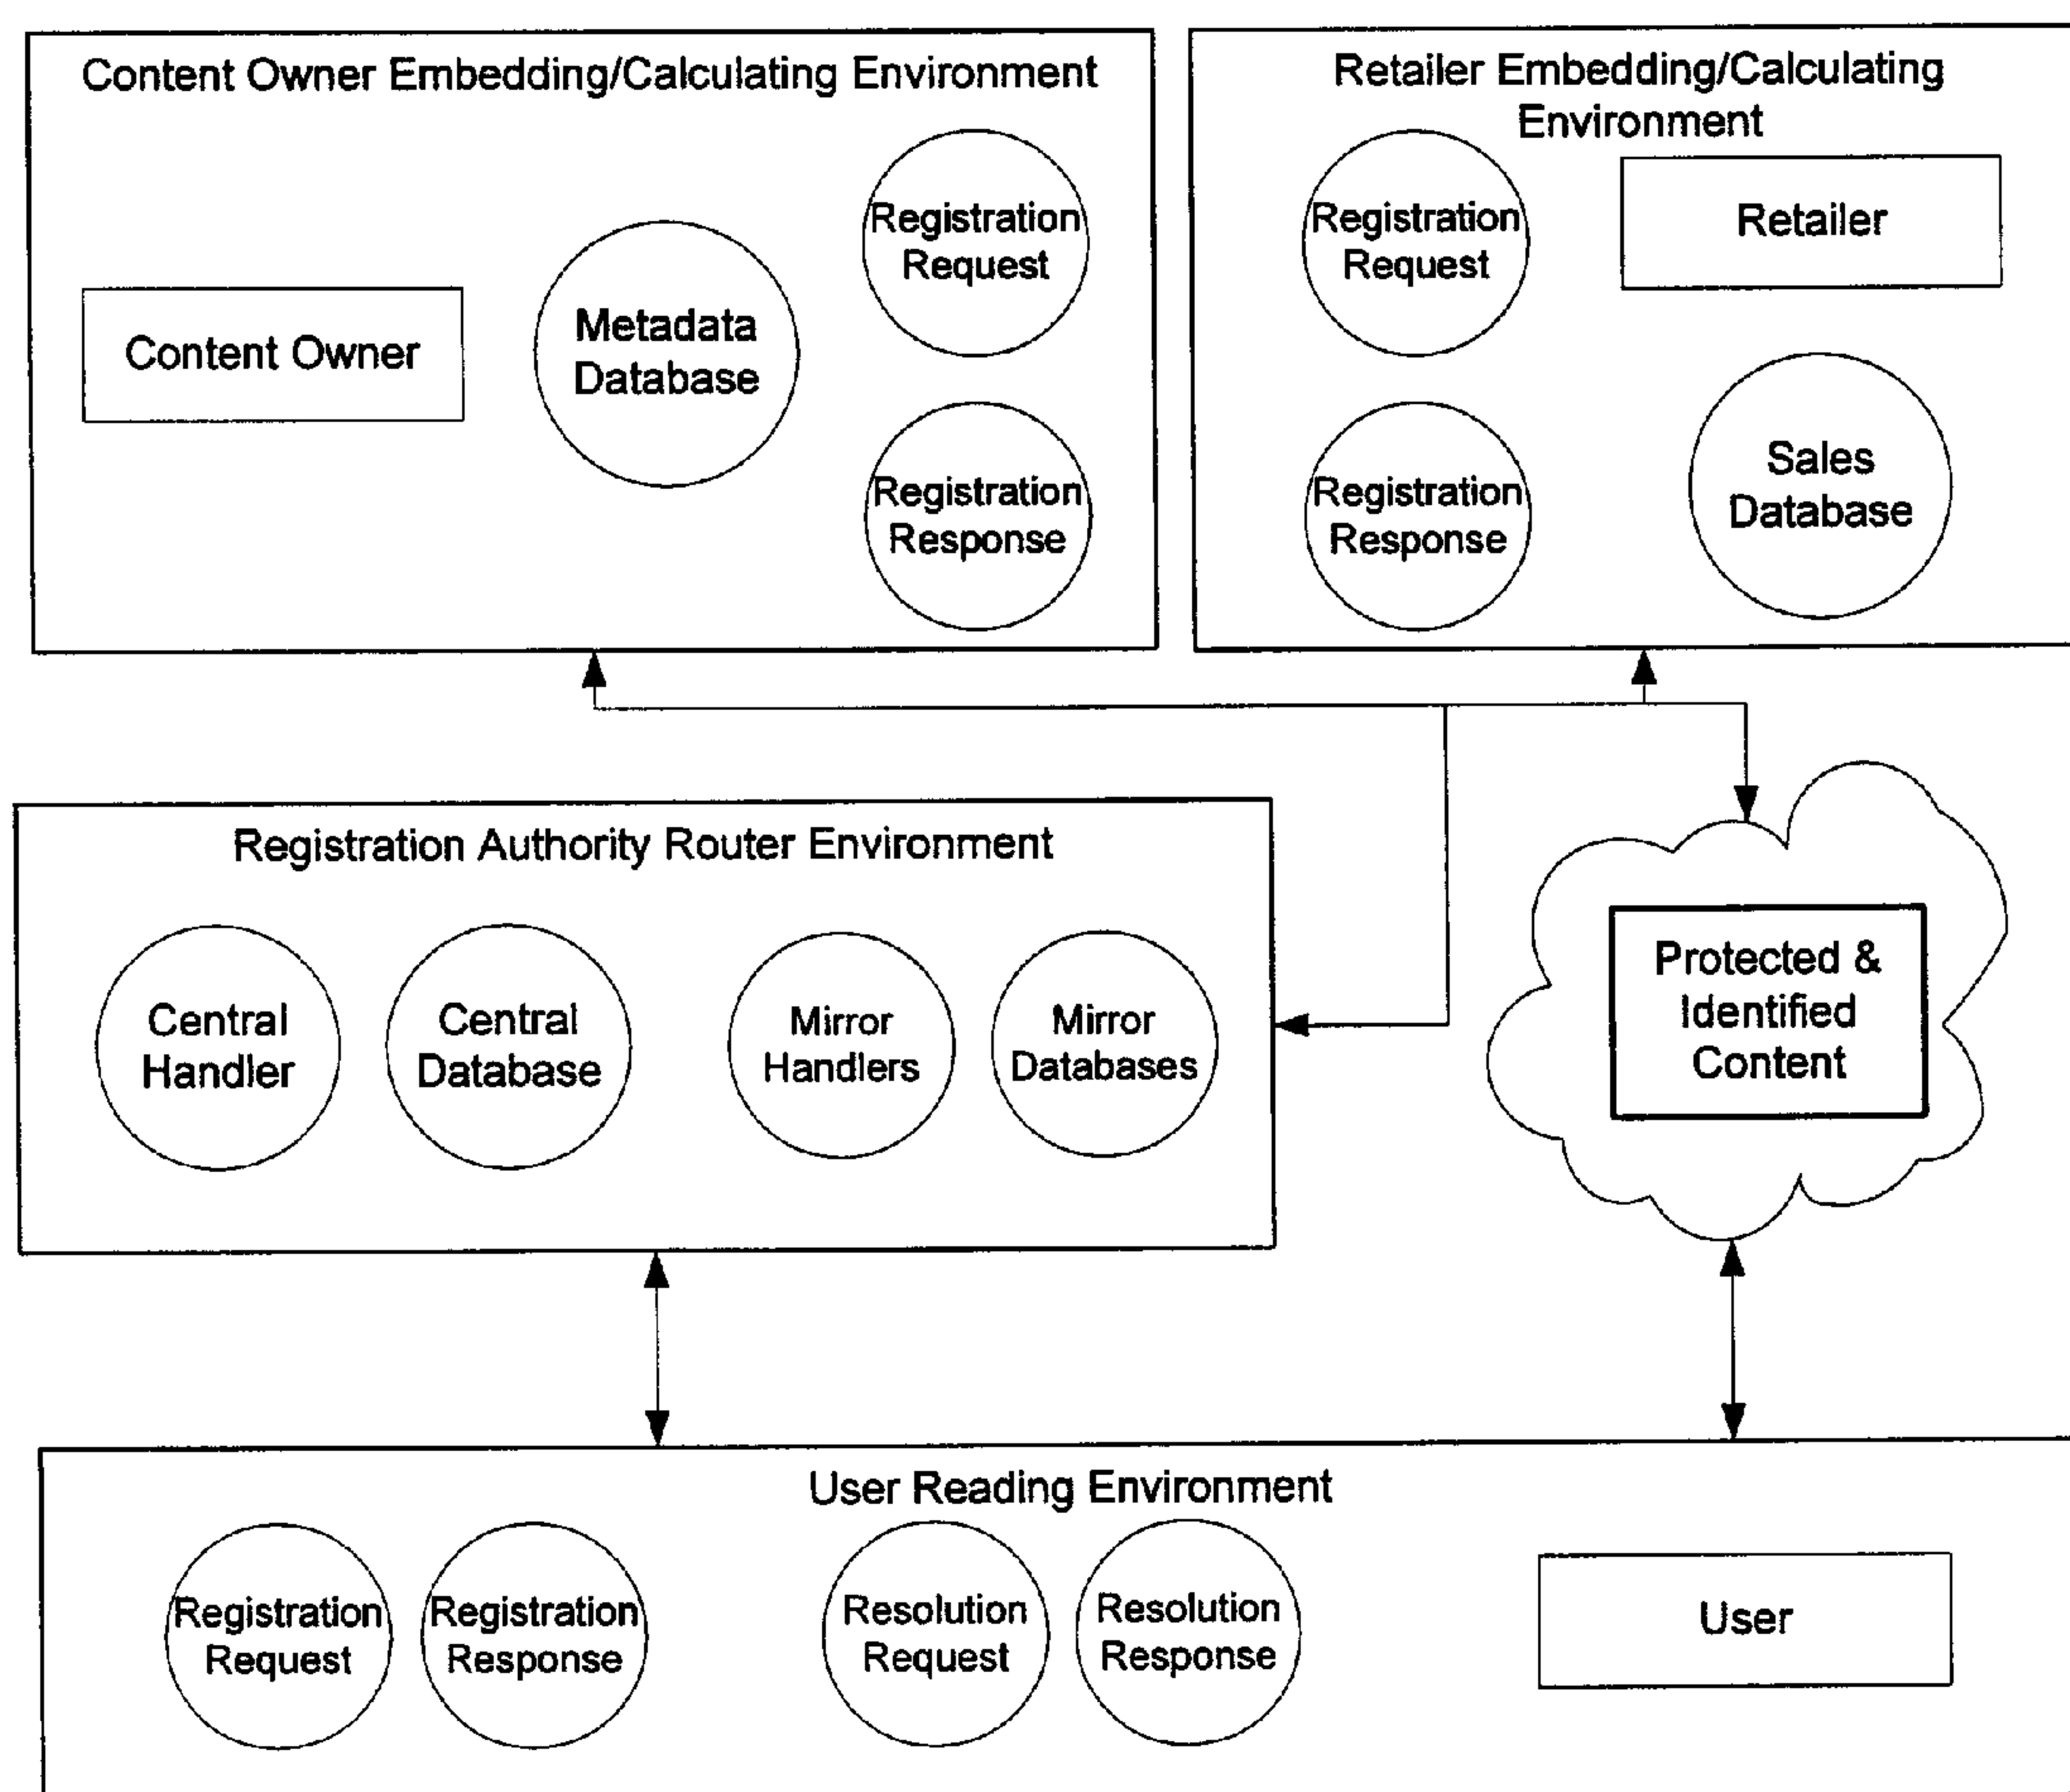 Content Owner Embedding/Calculating Environment
Content Owner
Metadata
Database
Registration
Request
Registration
Response
Retailer Embedding/Calculating
Environment
Registration
Request
Retailer
Registration
Response
Sales
Database
Registration Authority Router Environment
Central
Handler
Central
Database
Mirror
Handlers
Mirror
Databases
Protected &
Identified
Content
User Reading Environment
Registration
Request
Registration
Response
Resolution
Request
Resolution
Response
User